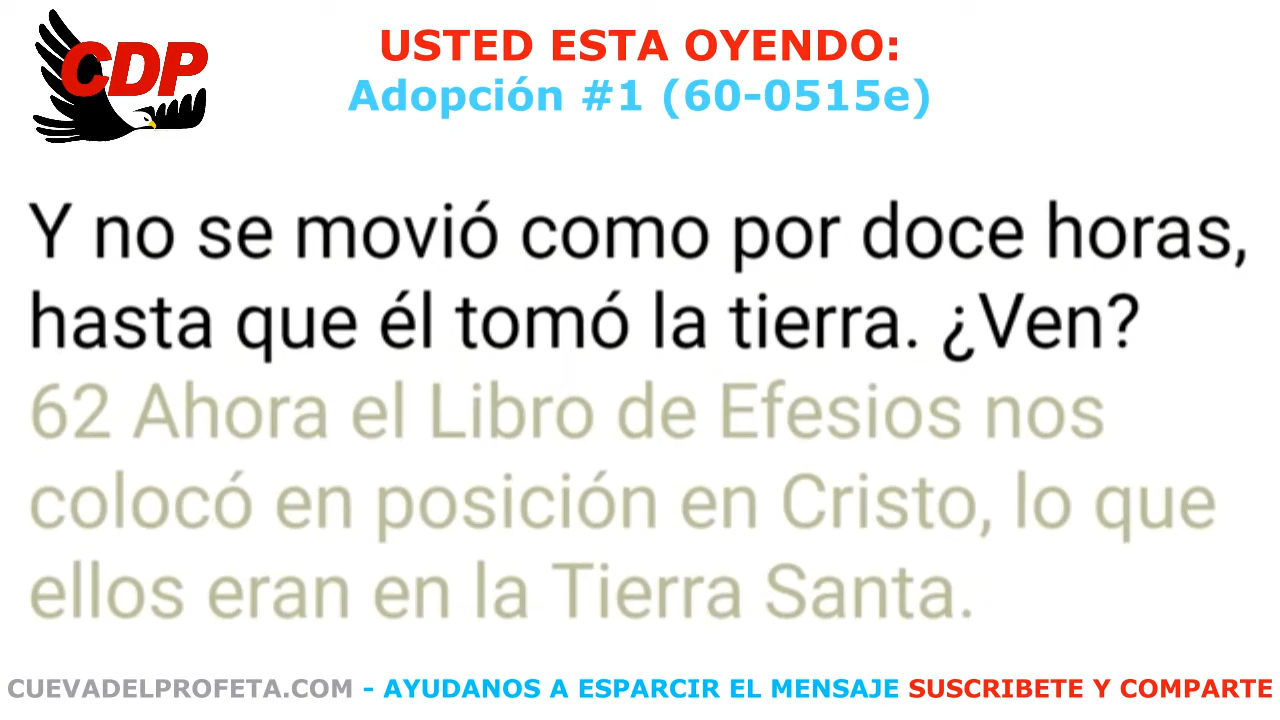 CDP
USTED ESTA OYENDO:
Adopción #1 (60-0515e)
Y no se movió como por doce horas,
hasta que él tomó la tierra. ¿Ven?
62 Ahora el Libro de Efesios nos
colocó en posición en Cristo, lo que
ellos eran en la Tierra Santa.
CUEVADELPROFETA.COM - AYUDANOS A ESPARCIR EL MENSAJE SUSCRIBETE Y COMPARTE